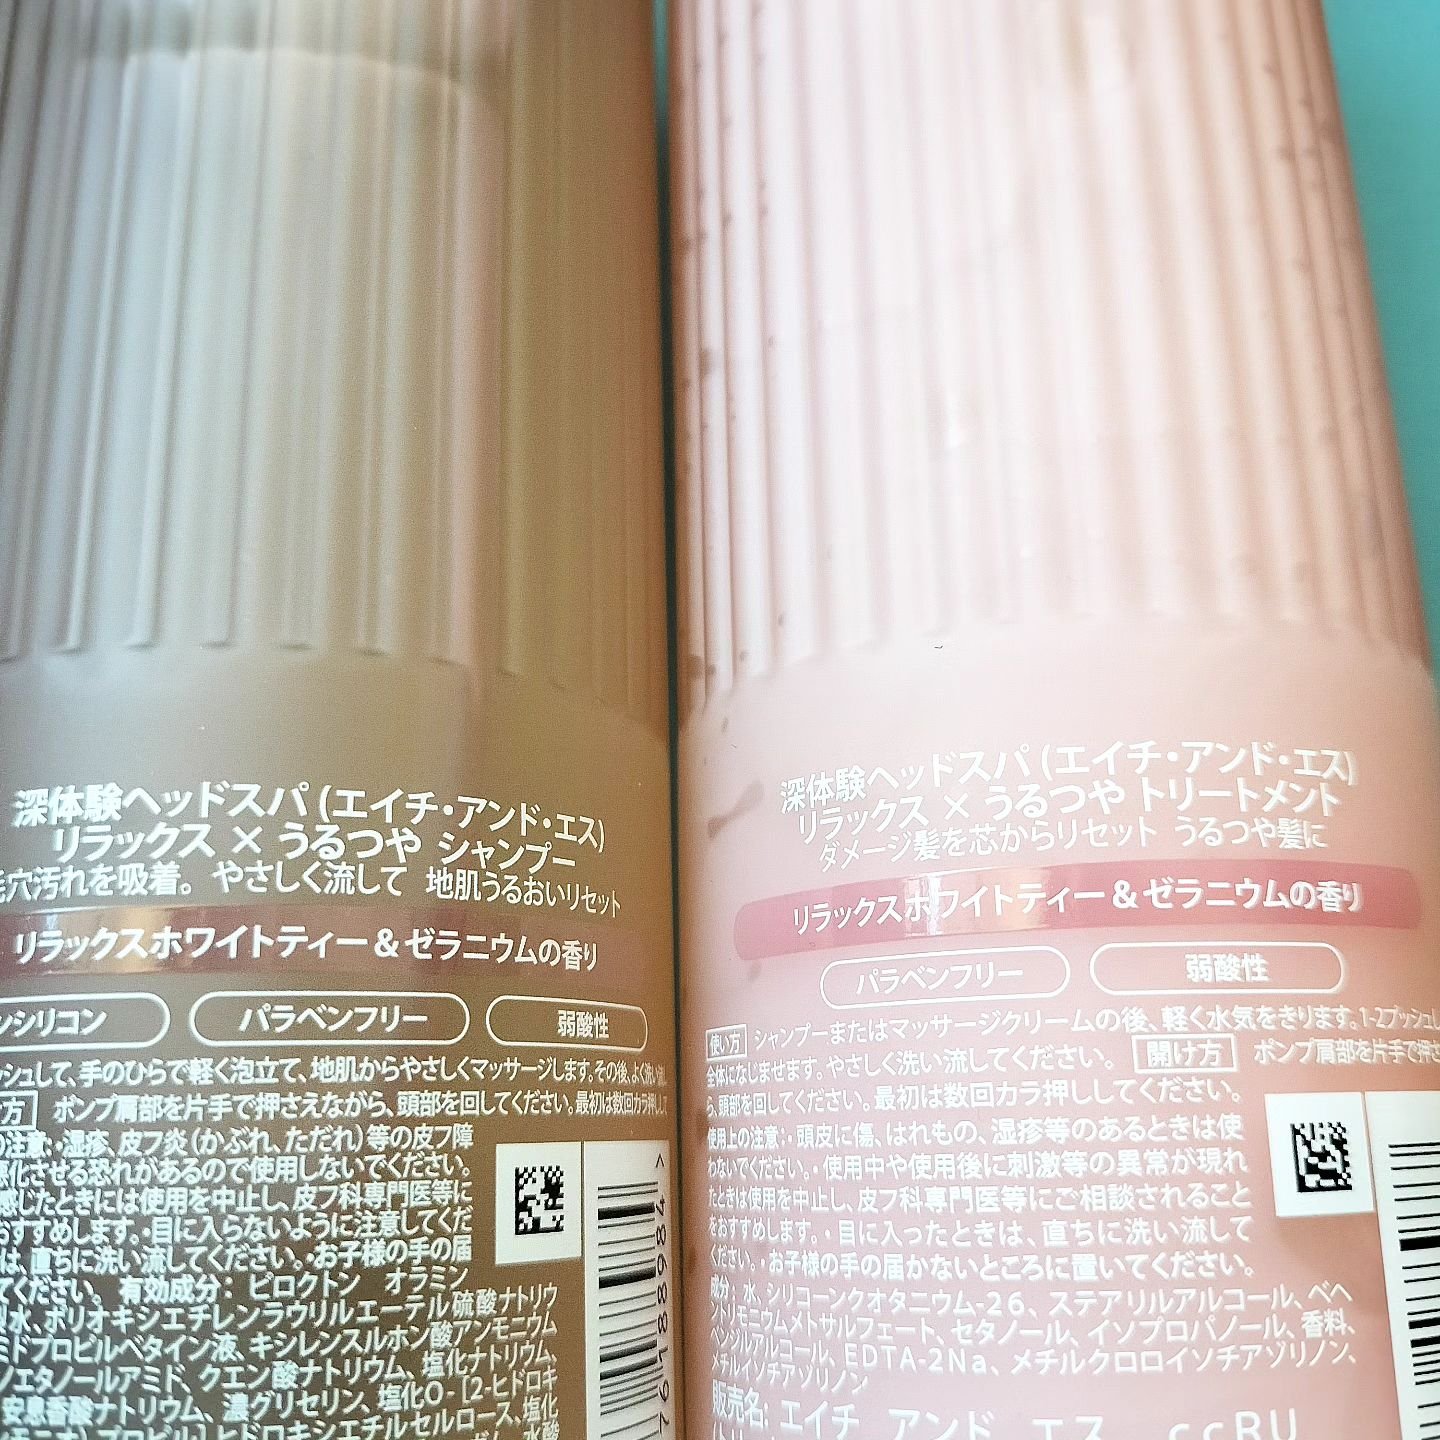 深体験ヘッドスパ(エイチ・アンド・エス)
リラックス × うるつや シャンプー
毛穴汚れを吸着。 やさしく流して 地肌うるおいリセット
リラックスホワイトティー&ゼラニウムの香り
ンシリコン パラベンフリー 弱酸性
ッシュして、手のひらで軽く泡立て、地肌からやさしくマッサージします。その後、よく洗い流
け方 ポンプ肩部を片手で押さえながら、頭部を回してください。最初は数回カラ押しして
の注意・湿疹、皮フ炎(かぶれ、ただれ)等の皮フ障
悪化させる恐れがあるので使用しないでください。
感じたときには使用を中止し、皮フ科専門医等に
おすすめします。・目に入らないように注意してくだ
は、直ちに洗い流してください。・お子様の手の届
てください。 有効成分: ピロクトン オラミン
水、ポリオキシエチレンラウリルエーテル硫酸ナトリウ
ドプロピルベタイン液、キシレンスルホン酸アンモニウム
ノエタノールアミド、クエン酸ナトリウム、塩化ナトリウム、
安息香酸ナトリウム、濃グリセリン、塩化O-[2-ヒドロキ
プロピル]ヒドロキシエチルセルロース、塩化
4984 7618898
深体験ヘッドスパ(エイチ・アンド・エス)
リラックス × うるつや トリートメント
ダメージ髪を芯からリセット うるつや髪に
リラックスホワイトティー&ゼラニウムの香り
パラベンフリー 弱酸性
使い方 シャンプーまたはマッサージクリームの後、軽く水気をきります。1-2プッシュし
全体になじませます。やさしく洗い流してください。 開け方 ポンプ肩部を片手で押さ
ら、頭部を回してください。最初は数回カラ押ししてください。
使用上の注意:・頭皮に傷、はれもの、湿疹等のあるときは使
わないでください。・使用中や使用後に刺激等の異常が現れ
たときは使用を中止し、皮フ科専門医等にご相談されること
をおすすめします。・目に入ったときは、直ちに洗い流して
ください。・お子様の手の届かないところに置いてください。
成分: 水、シリコーンクオタニウム-26、ステアリルアルコール、ベヘ
ントリモニウムメトサルフェート、セタノール、イソプロパノール、香料、
ベンジルアルコール、EDTA-2Na、メチルクロロイソチアゾリノン、
メチルイソチアゾリノン
販売名: エイチ アンド エス ccRU